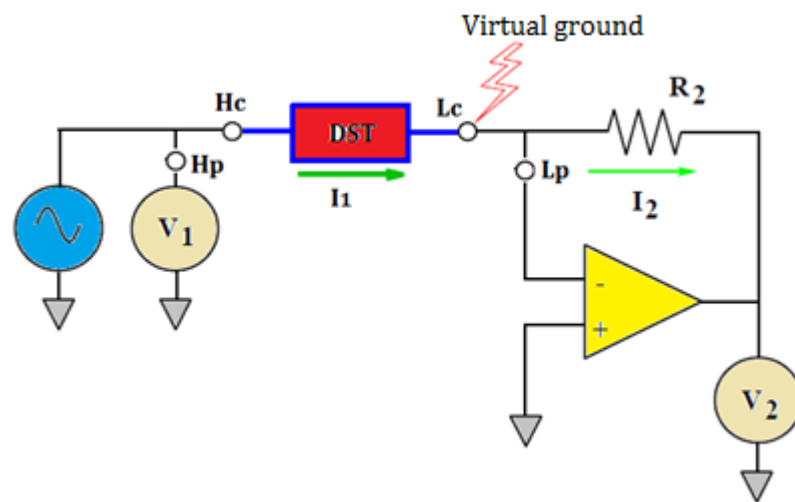 Virtual ground
Hc
DST
Lc
R2
Hp
I1
Lp
I2
V1
-
+
V2